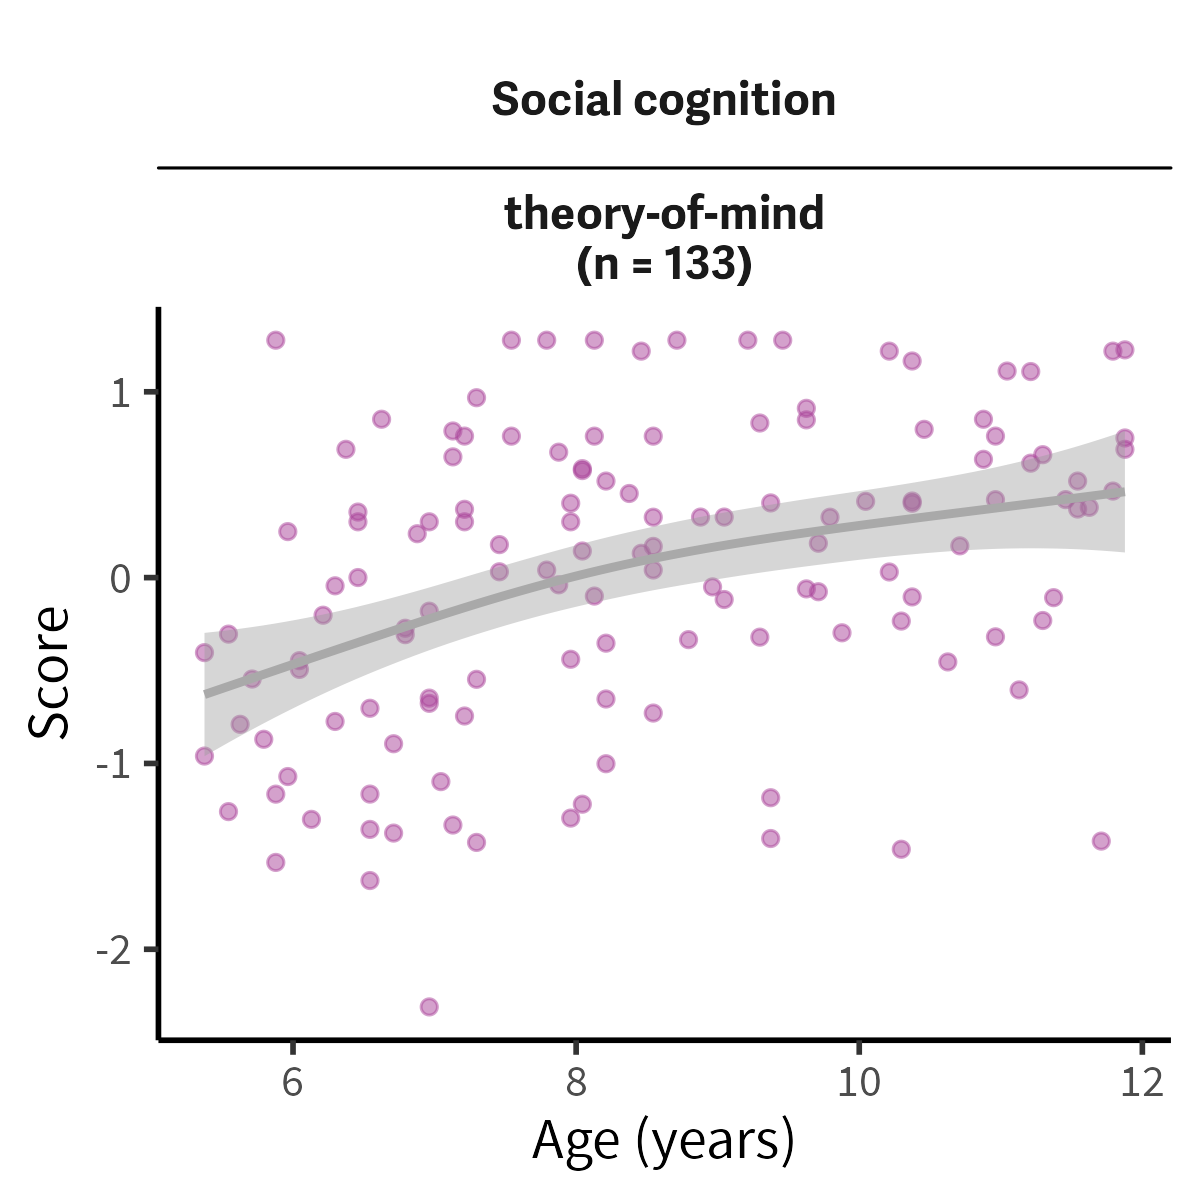 Social cognition
theory-of-mind
(n = 133)
1
0
-1
-2
Score
6 8 10 12
Age (years)